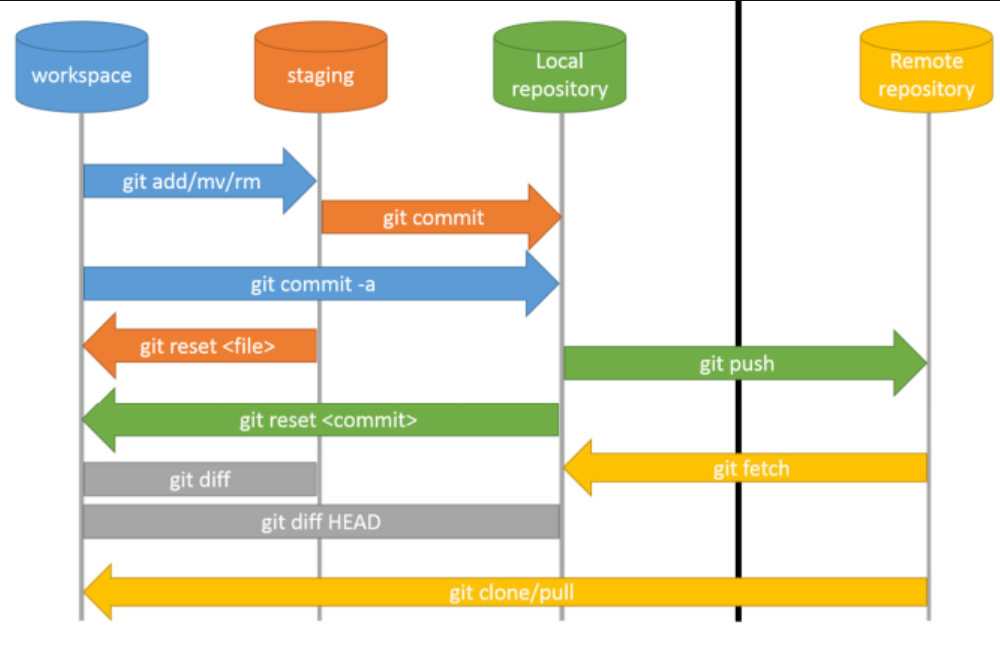 workspace
staging
Local
repository
Remote
repository
git add/mv/rm
git commit
git commit -a
git reset <file>
git push
git reset <commit>
git fetch
git diff
git diff HEAD
git clone/pull